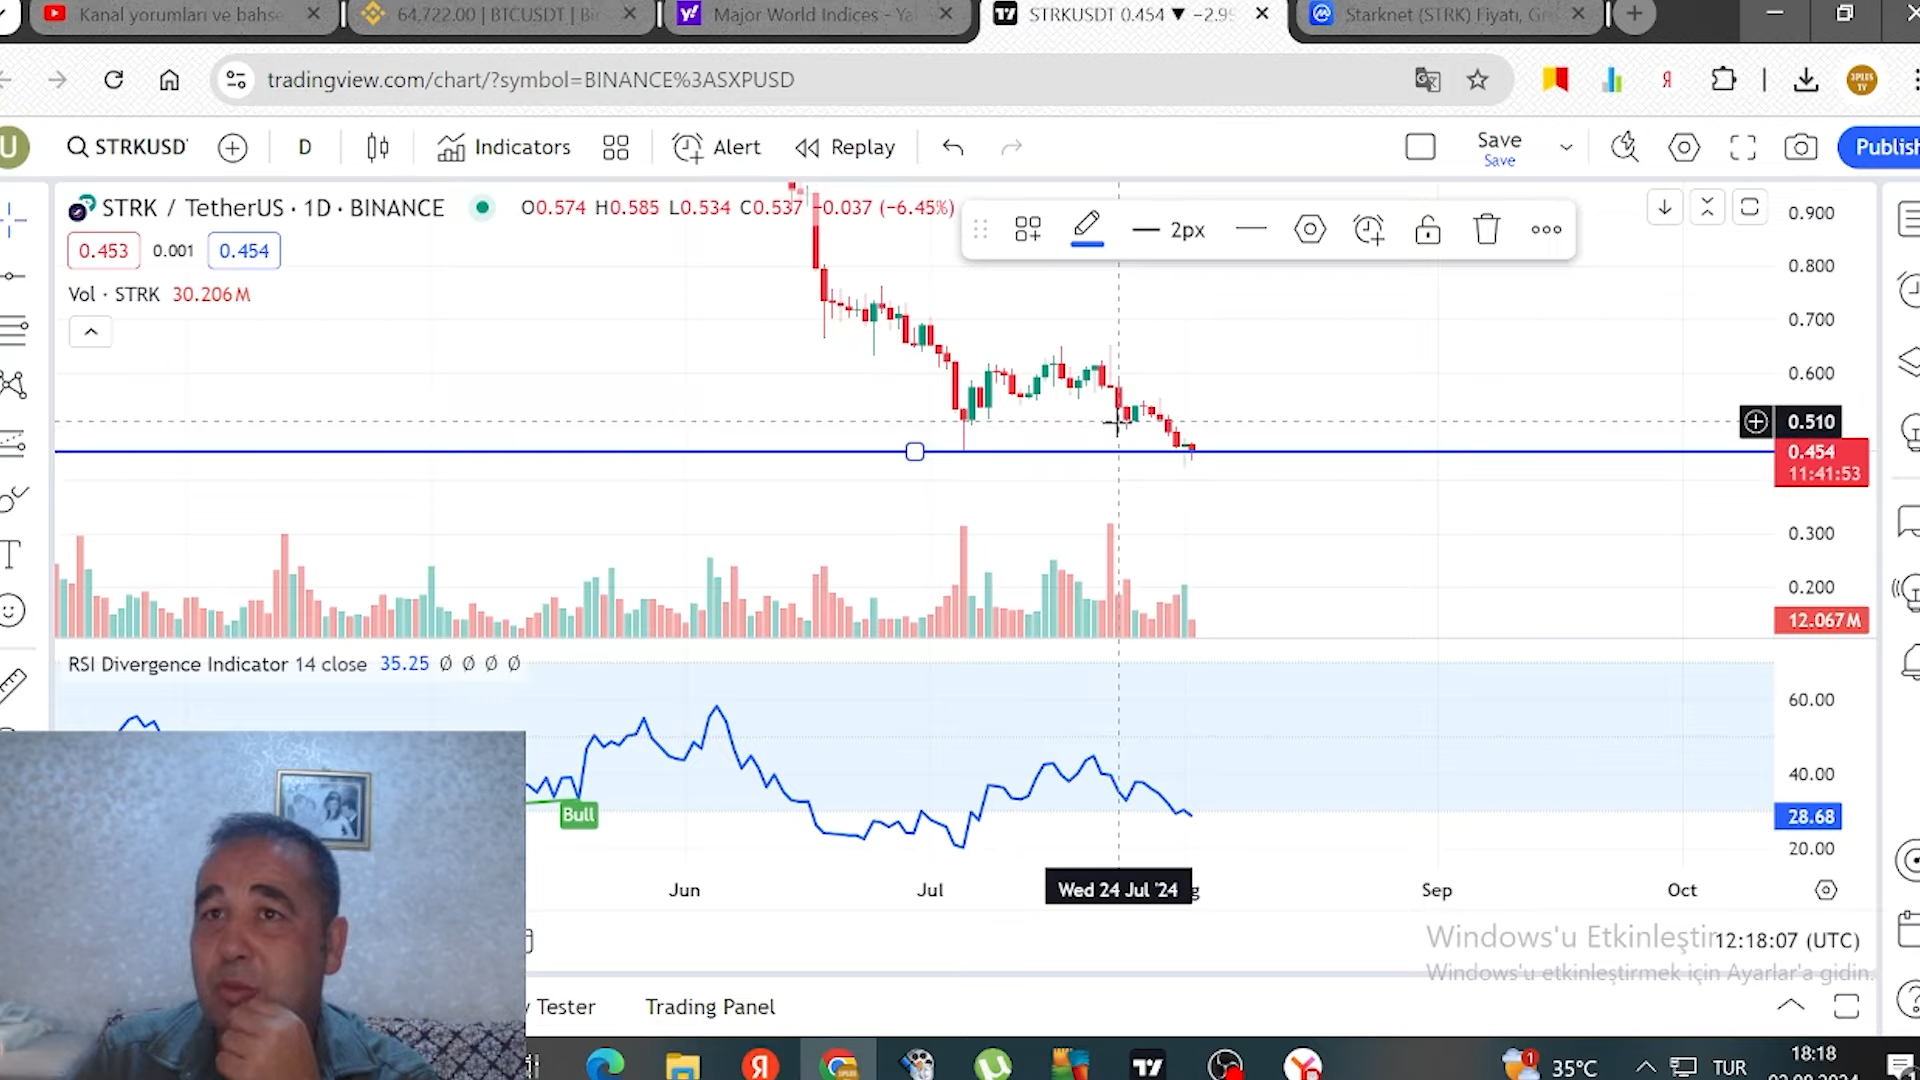 Kanal yorumları ve bahse
64,722.00 | BTCUSDT | Bi
Major World Indices - Ya
STRKUSDT 0.454 ▼ −2.9
Starknet (STRK) Fiyatı, Gr
tradingview.com/chart/?symbol=BINANCE%3ASXPUSD
3PLUS TV
U
STRKUSD
D
Indicators
Alert
Replay
Save
Save
Publish
STRK / TetherUS · 1D · BINANCE
O0.574 H0.585 L0.534 C0.537 −0.037 (−6.45%)
2px
0.453
0.001
0.454
Vol · STRK 30.206 M
0.900
0.800
0.700
0.600
0.510
0.454
11:41:53
0.300
0.200
12.067 M
RSI Divergence Indicator 14 close 35.25 Ø Ø Ø Ø
60.00
40.00
28.68
20.00
Bull
Jun
Jul
Wed 24 Jul '24
Sep
Oct
Windows'u Etkinleştir
12:18:07 (UTC)
Windows'u etkinleştirmek için Ayarlar'a gidin.
Tester
Trading Panel
1
35°C
TUR
18:18
02.08.2024